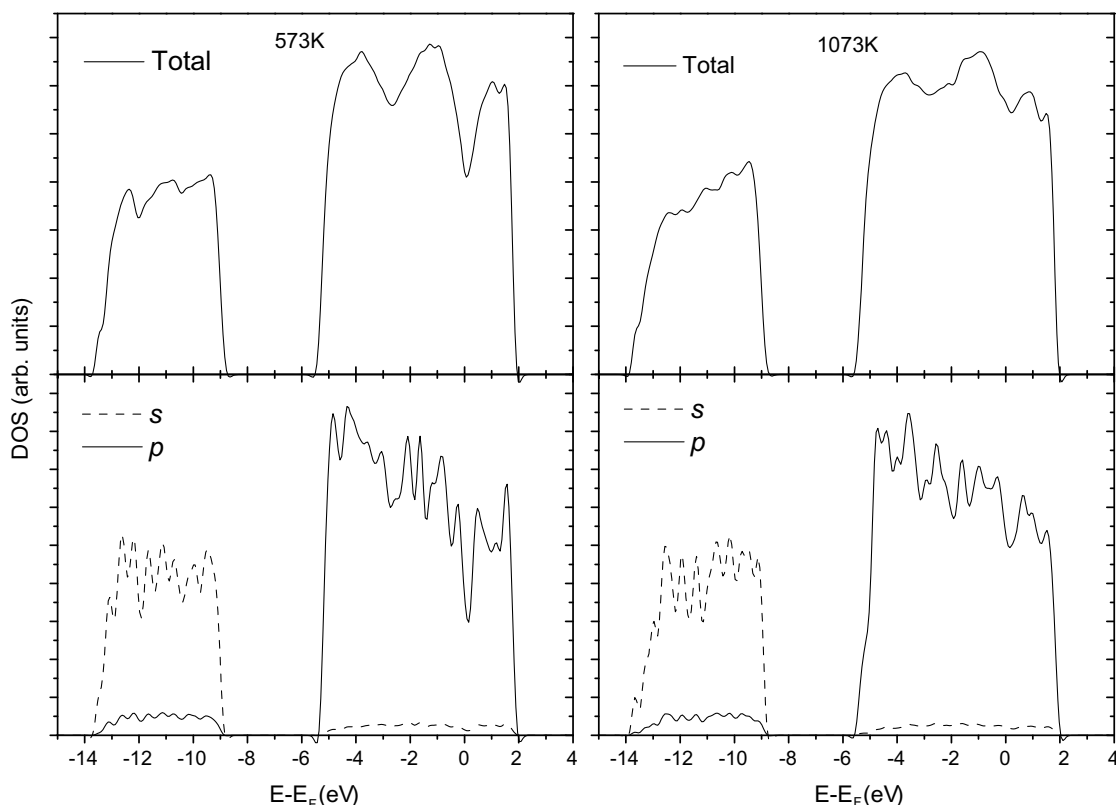 573K
Total
1073K
Total
DOS (arb. units)
s
p
s
p
-14 -12 -10 -8 -6 -4 -2 0 2 4
-14 -12 -10 -8 -6 -4 -2 0 2 4
E-E_F(eV)
E-E_F(eV)